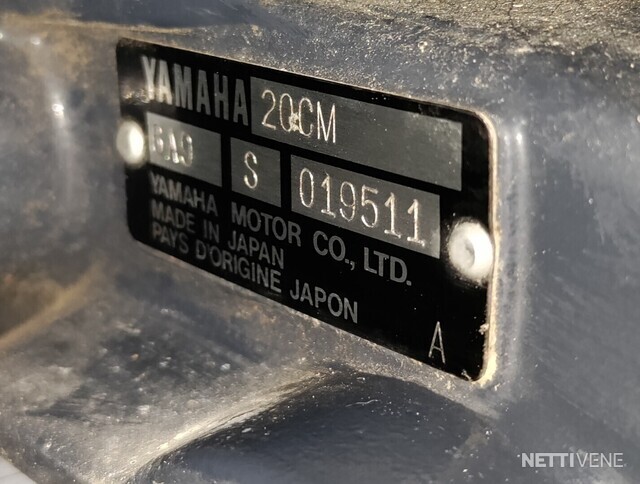 YAMAHA 20CM
6A9 S 019511
YAMAHA MOTOR CO., LTD.
MADE IN JAPAN
PAYS D'ORIGINE JAPON
A
NETTIVENE